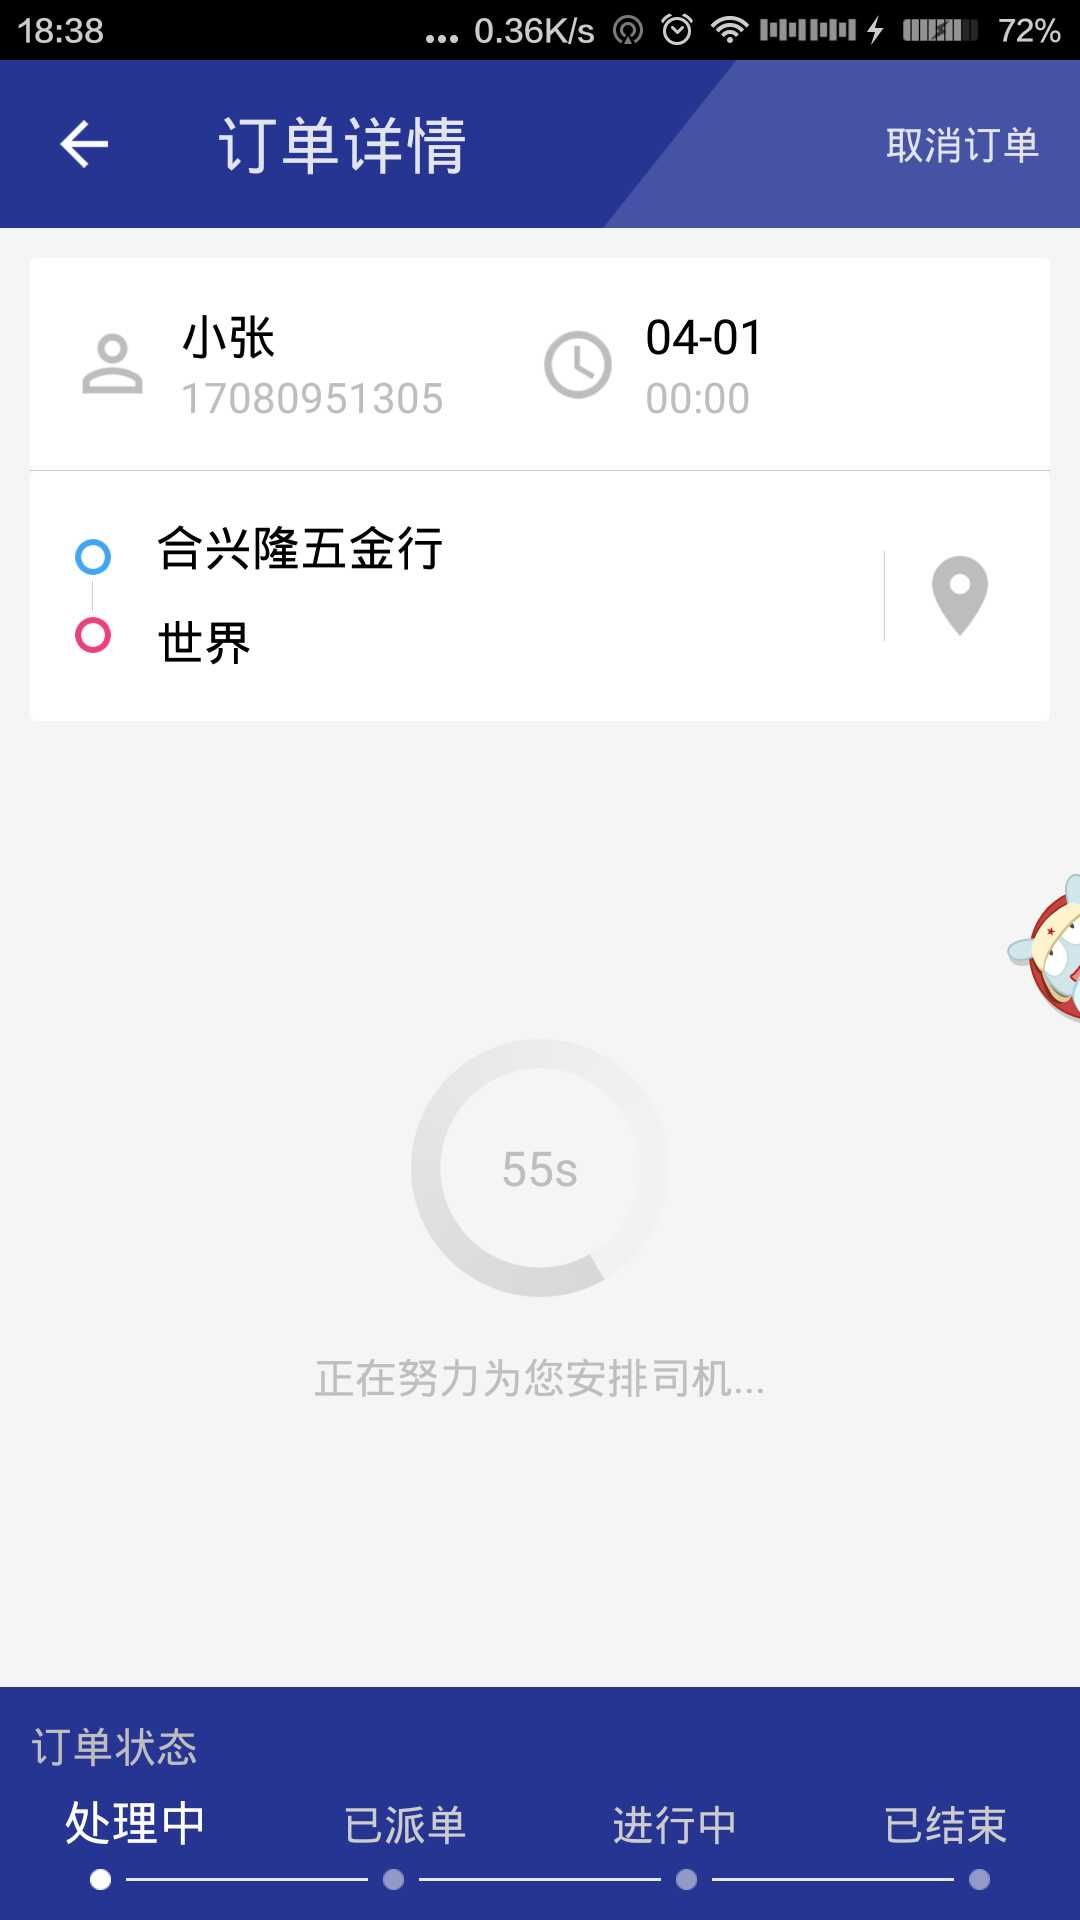 18:38 ... 0.36K/s 72%
订单详情 取消订单
小张 04-01
17080951305 00:00
合兴隆五金行
世界
55s
正在努力为您安排司机...
订单状态
处理中 已派单 进行中 已结束